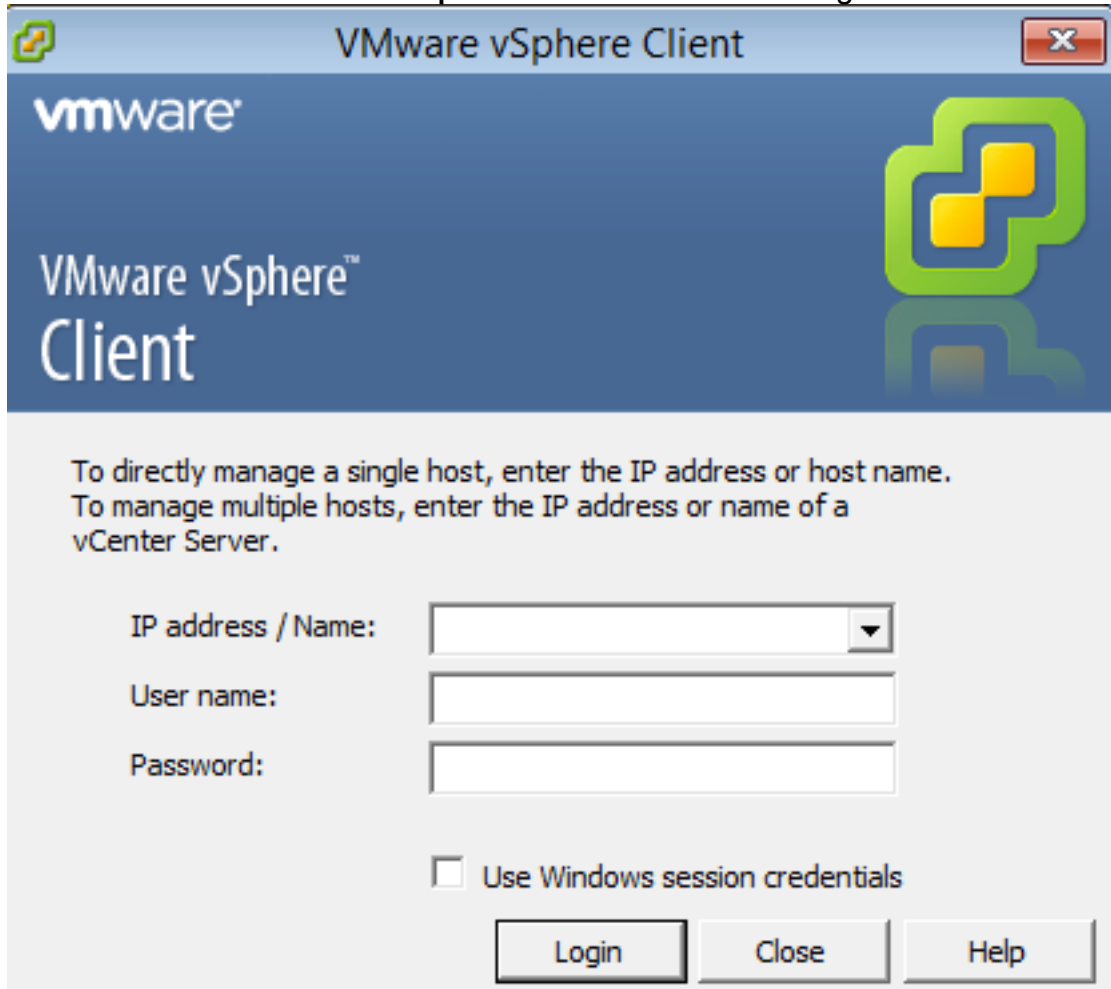 VMware vSphere Client
vmware
VMware vSphere™
Client
To directly manage a single host, enter the IP address or host name.
To manage multiple hosts, enter the IP address or name of a
vCenter Server.
IP address / Name:
User name:
Password:
Use Windows session credentials
Login Close Help